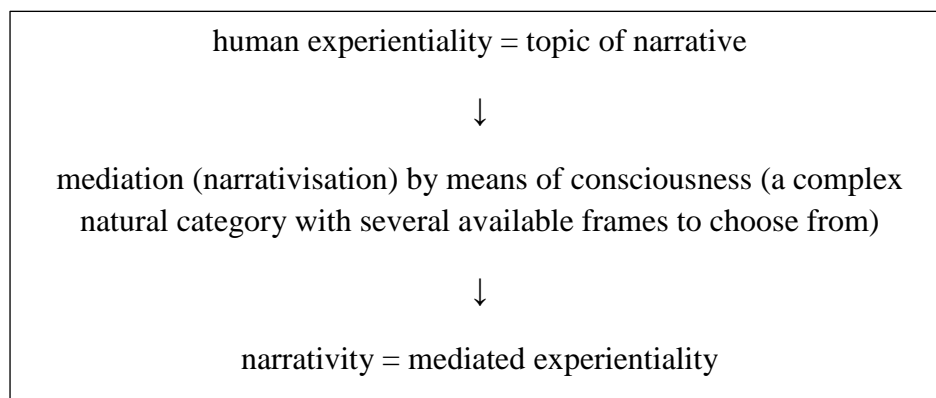 human experientiality = topic of narrative
↓
mediation (narrativisation) by means of consciousness (a complex
natural category with several available frames to choose from)
↓
narrativity = mediated experientiality